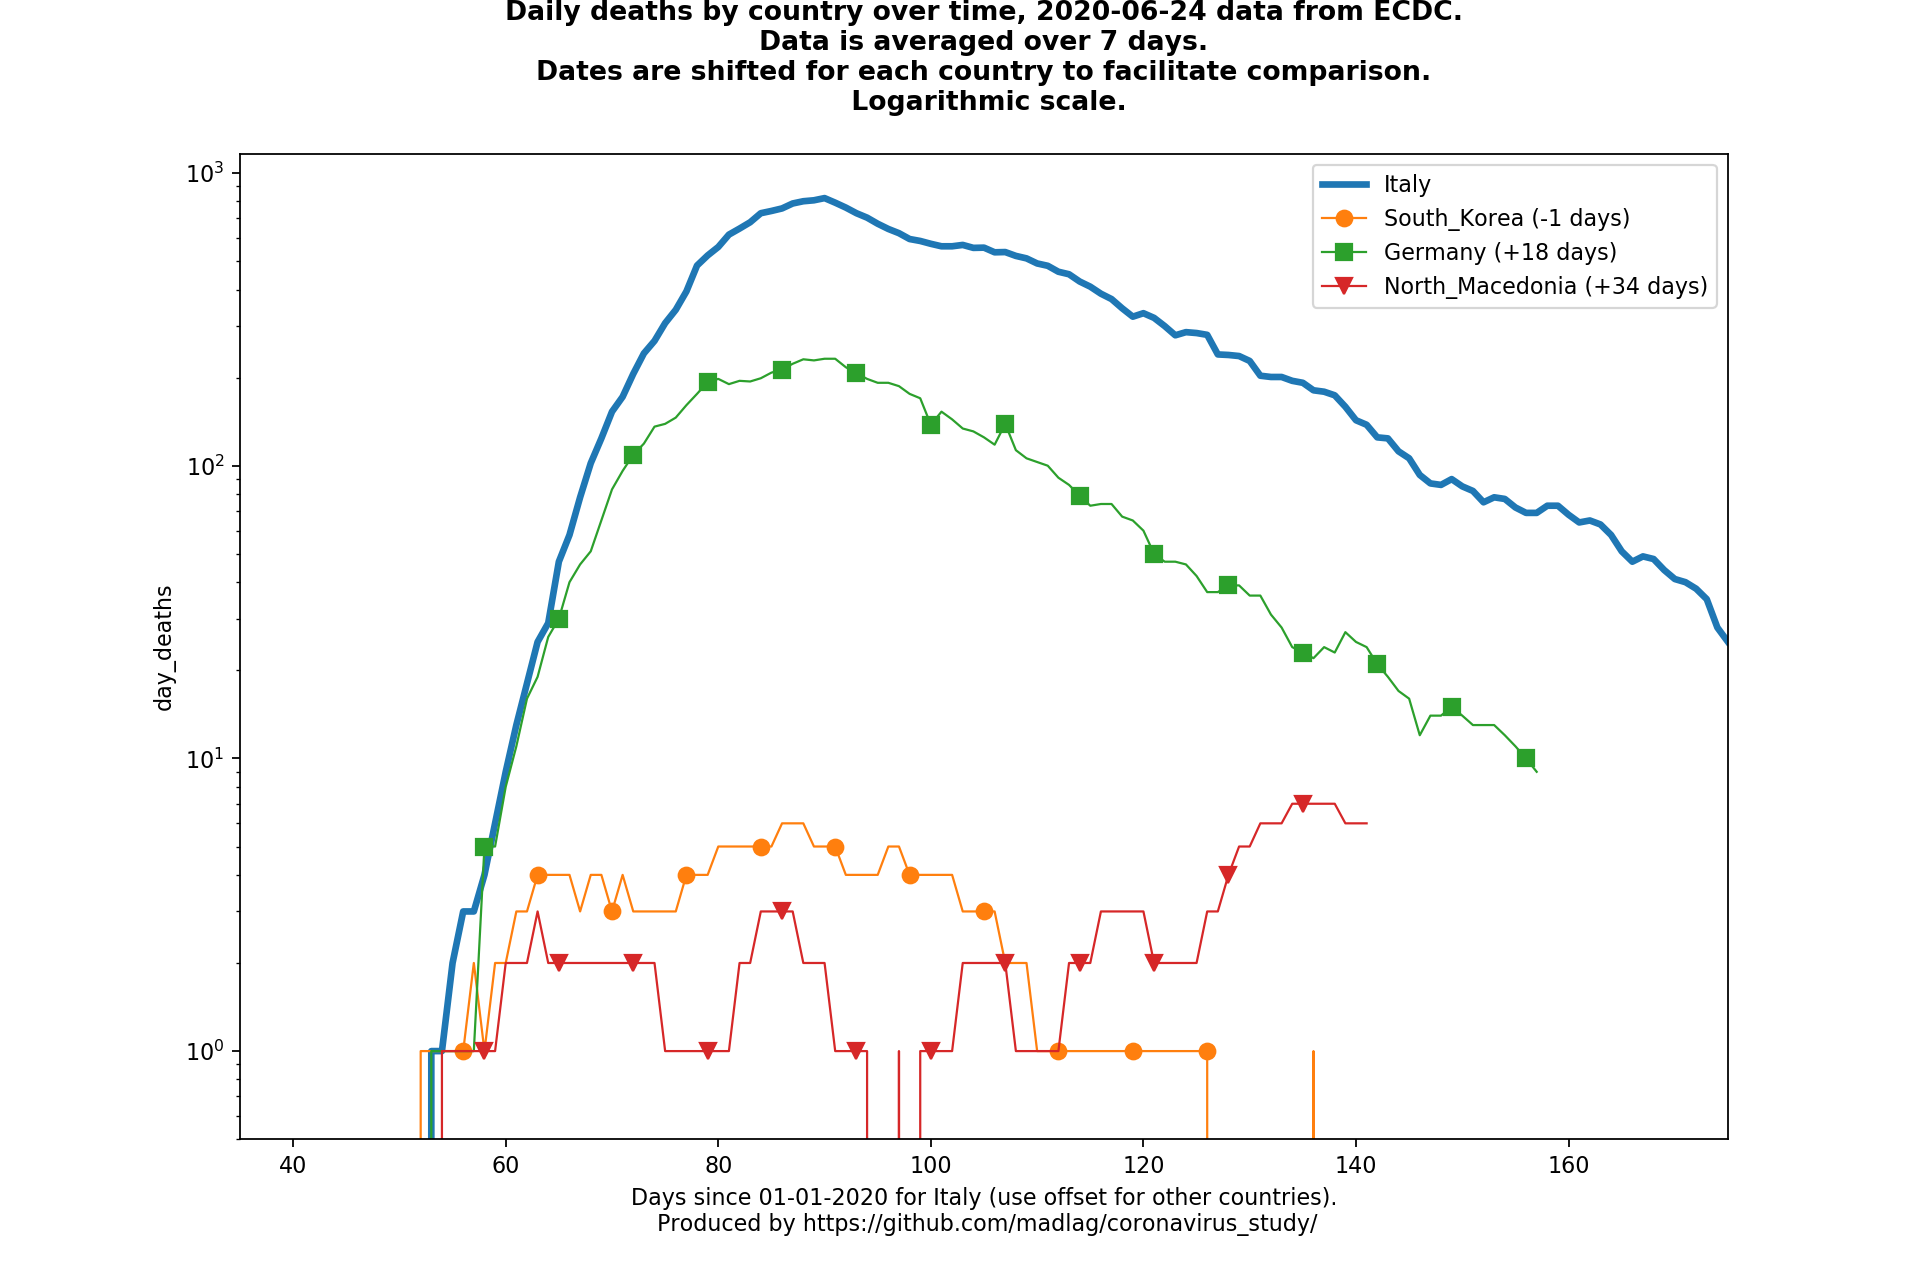 Daily deaths by country over time, 2020-06-24 data from ECDC.
Data is averaged over 7 days.
Dates are shifted for each country to facilitate comparison.
Logarithmic scale.
10³
10²
10¹
10⁰
day_deaths
Italy
South_Korea (-1 days)
Germany (+18 days)
North_Macedonia (+34 days)
40 60 80 100 120 140 160
Days since 01-01-2020 for Italy (use offset for other countries).
Produced by https://github.com/madlag/coronavirus_study/